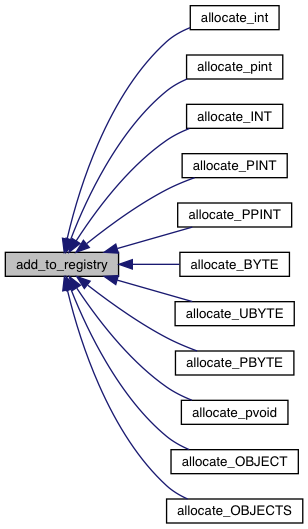 allocate_int
allocate_pint
allocate_INT
allocate_PINT
allocate_PPINT
add_to_registry
allocate_BYTE
allocate_UBYTE
allocate_PBYTE
allocate_pvoid
allocate_OBJECT
allocate_OBJECTS